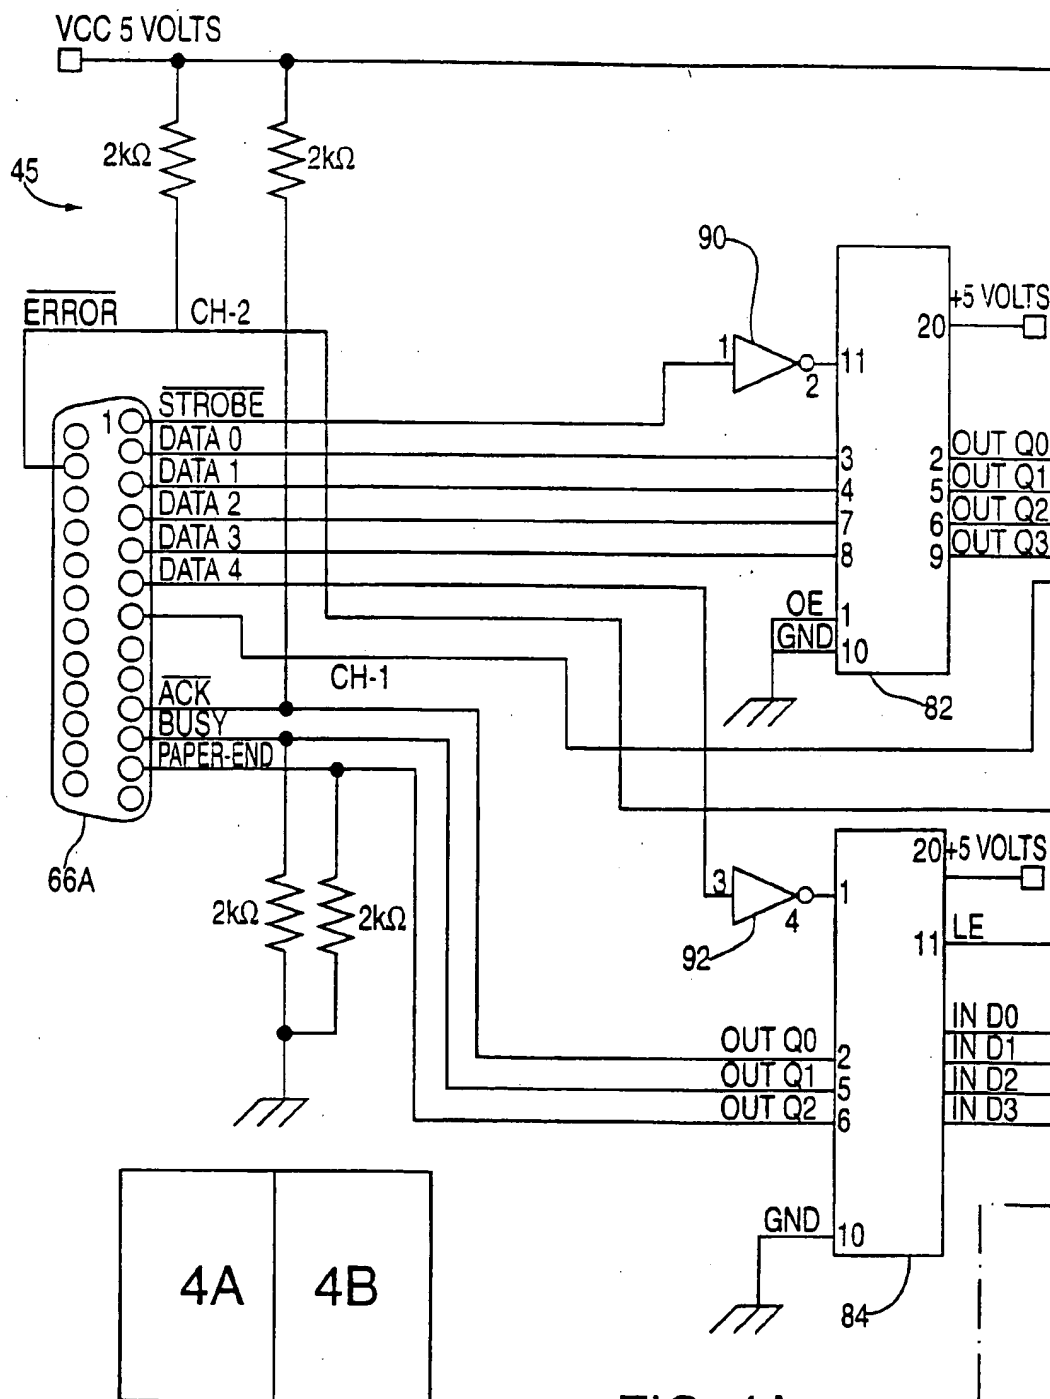 VCC 5 VOLTS
2kΩ
2kΩ
45
90
ERROR
CH-2
+5 VOLTS
20
1
2
11
1
STROBE
DATA 0
DATA 1
DATA 2
DATA 3
DATA 4
3
4
7
8
2
5
6
9
OUT Q0
OUT Q1
OUT Q2
OUT Q3
OE
1
GND
10
CH-1
82
ACK
BUSY
PAPER-END
66A
20
+5 VOLTS
3
4
1
92
11
LE
2kΩ
2kΩ
IN D0
IN D1
IN D2
IN D3
OUT Q0
2
OUT Q1
5
OUT Q2
6
GND
10
84
4A
4B